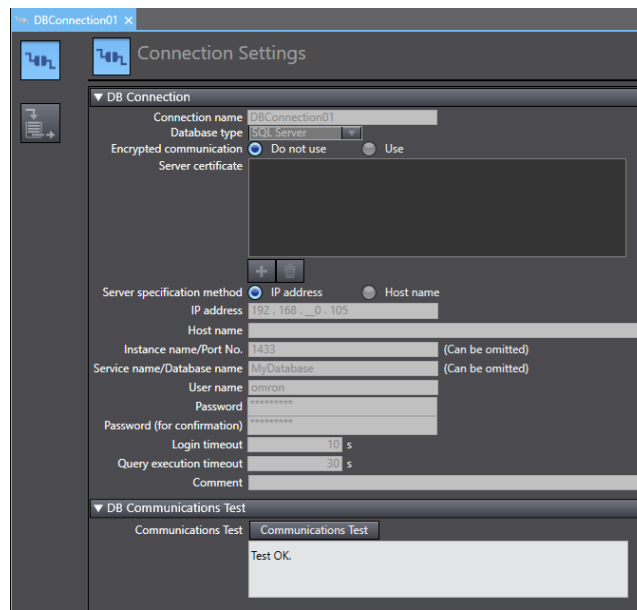 DBConnection01 ×
Connection Settings
▼ DB Connection
Connection name DBConnection01
Database type SQL Server
Encrypted communication Do not use Use
Server certificate
Server specification method IP address Host name
IP address 192 . 168 . __0 . 105
Host name
Instance name/Port No. 1433 (Can be omitted)
Service name/Database name MyDatabase (Can be omitted)
User name omron
Password *********
Password (for confirmation) *********
Login timeout 10 s
Query execution timeout 30 s
Comment
▼ DB Communications Test
Communications Test Communications Test
Test OK.